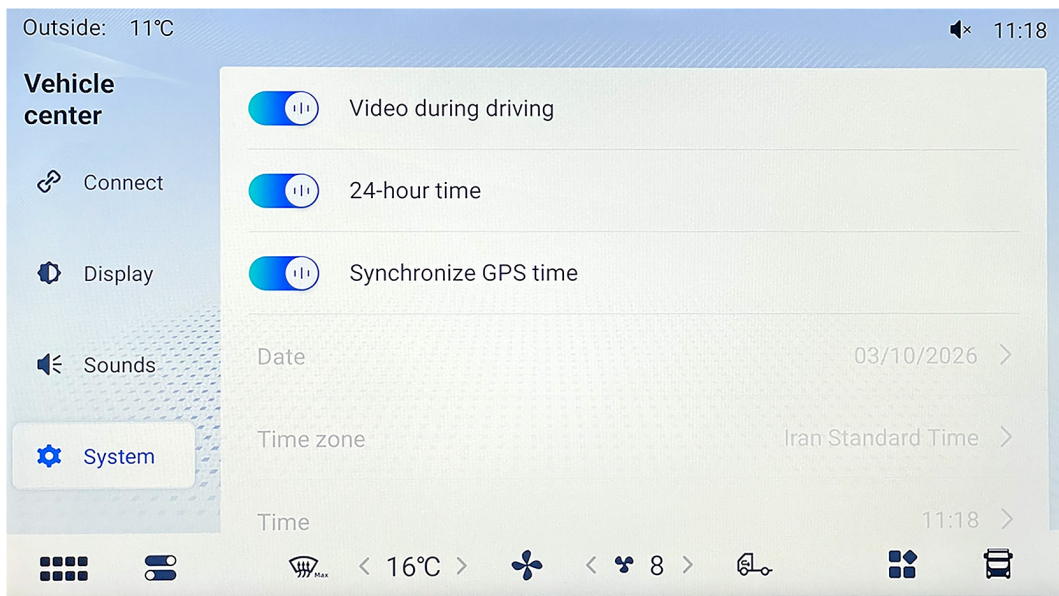 Outside: 11°C
11:18
Vehicle
center
Connect
Display
Sounds
System
Video during driving
24-hour time
Synchronize GPS time
Date 03/10/2026
Time zone Iran Standard Time
Time 11:18
Max
16°C
8